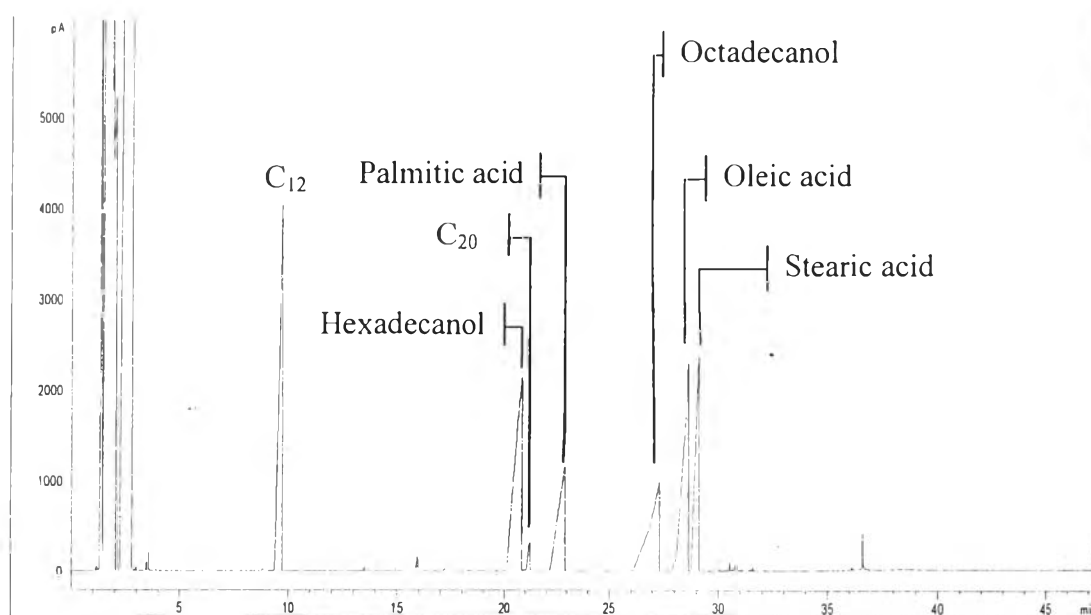 pA
Octadecanol
5000
C₁₂
Palmitic acid
Oleic acid
4000
C₂₀
Stearic acid
3000
Hexadecanol
2000
1000
0
5 10 15 20 25 30 35 40 45